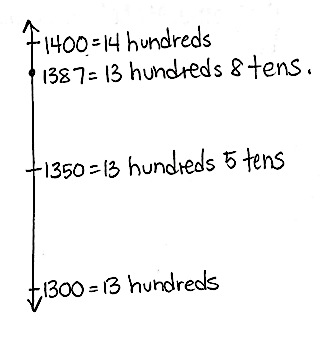 1400 = 14 hundreds
1387 = 13 hundreds 8 tens.
1350 = 13 hundreds 5 tens
1300 = 13 hundreds